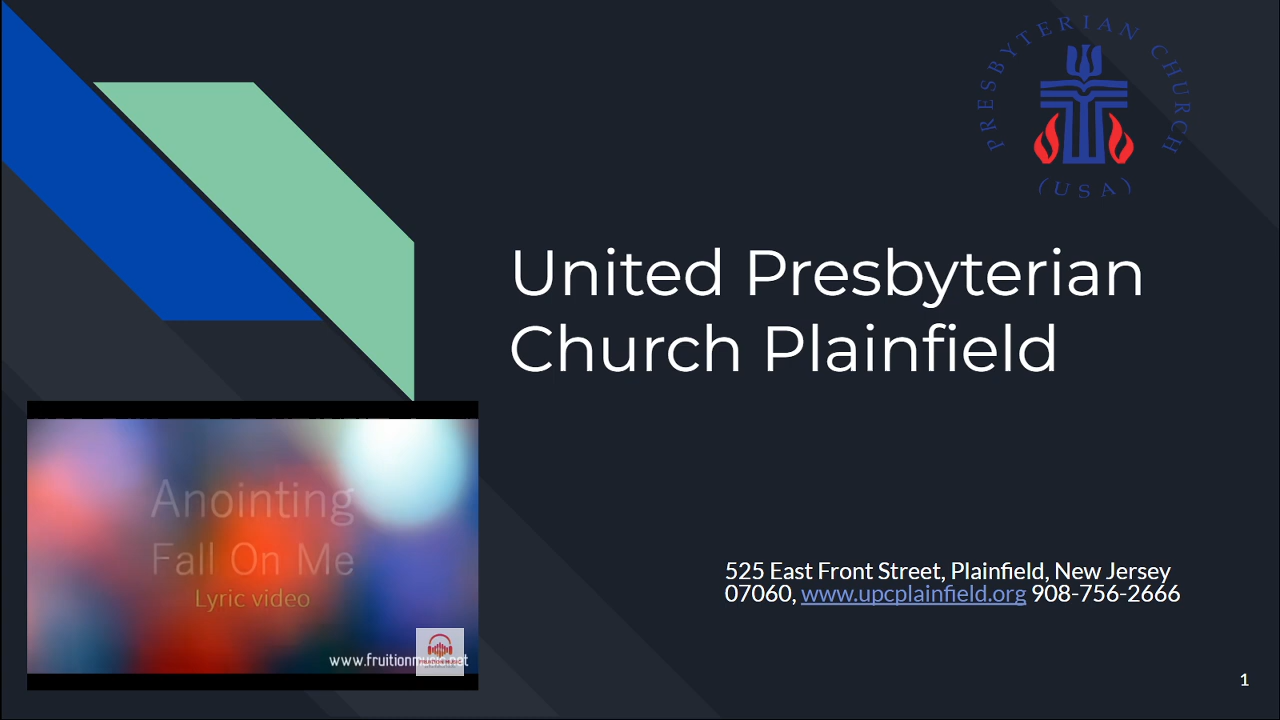 PRESBYTERIAN CHURCH
(USA)
United Presbyterian
Church Plainfield
Anointing
Fall On Me
Lyric video
525 East Front Street, Plainfield, New Jersey
07060, www.upcplainfield.org 908-756-2666
1